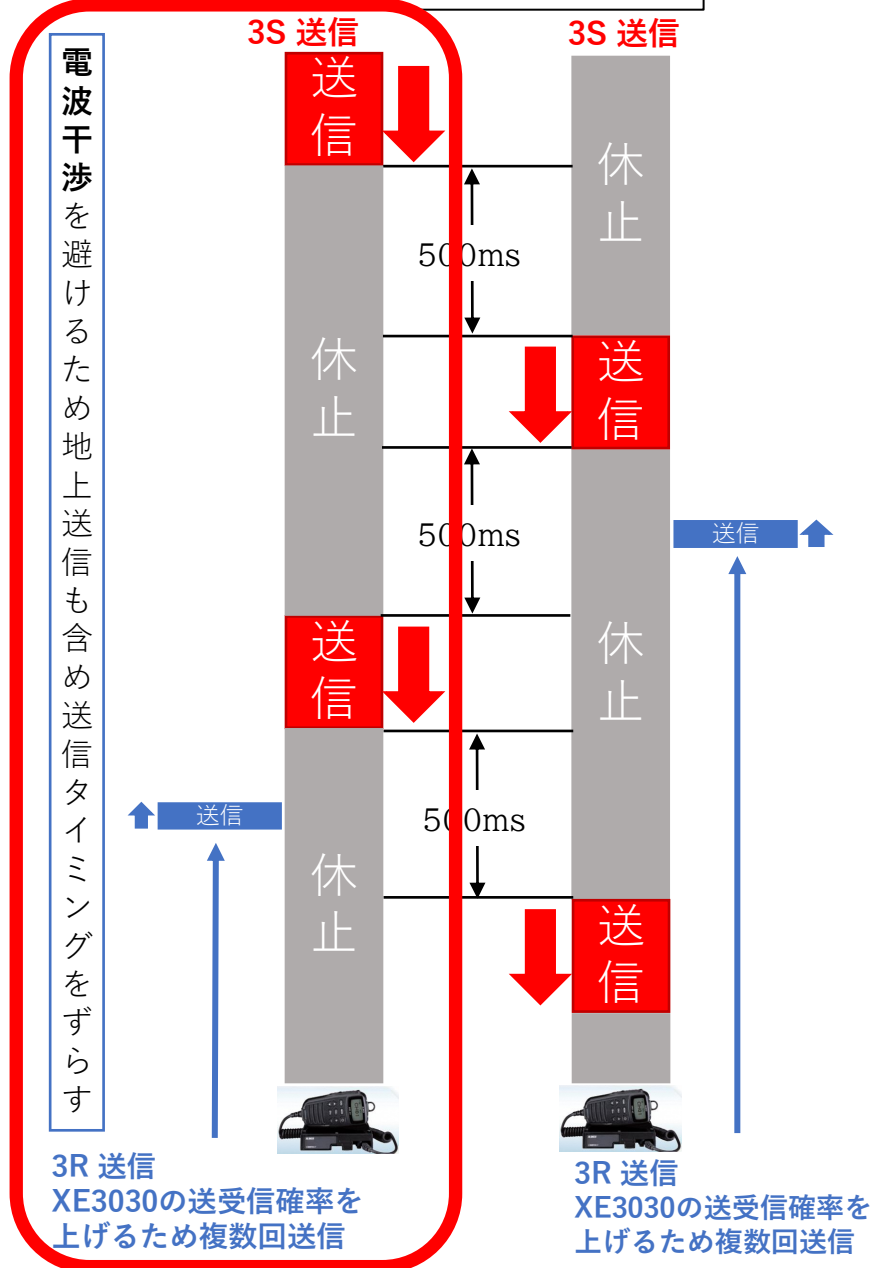 3S 送信
3S 送信
電波干渉を避けるため地上送信も含め送信タイミングをずらす
送信
休止
500ms
休止
送信
500ms
送信
送信
休止
500ms
送信
休止
送信
3R 送信
XE3030の送受信確率を
上げるため複数回送信
3R 送信
XE3030の送受信確率を
上げるため複数回送信